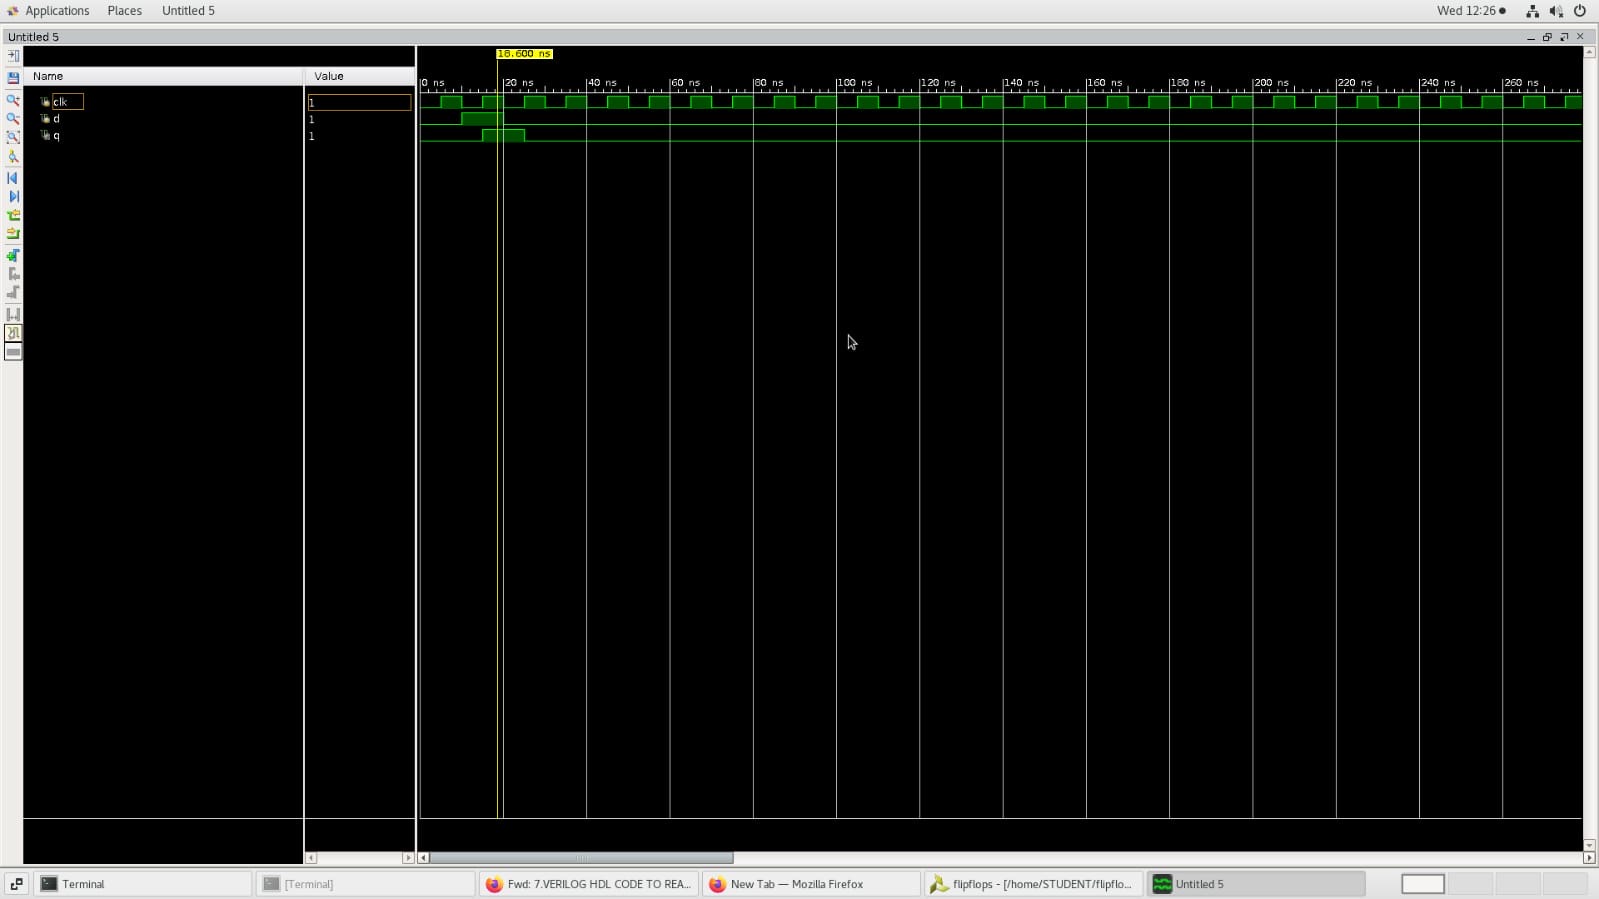 Applications Places Untitled 5 Wed 12:26
Untitled 5
18.600 ns
Name Value
0 ns 20 ns 40 ns 60 ns 80 ns 100 ns 120 ns 140 ns 160 ns 180 ns 200 ns 220 ns 240 ns 260 ns
clk 1
d 1
q 1
Terminal [Terminal] Fwd: 7.VERILOG HDL CODE TO REA... New Tab — Mozilla Firefox flipflops - [/home/STUDENT/flipflo... Untitled 5